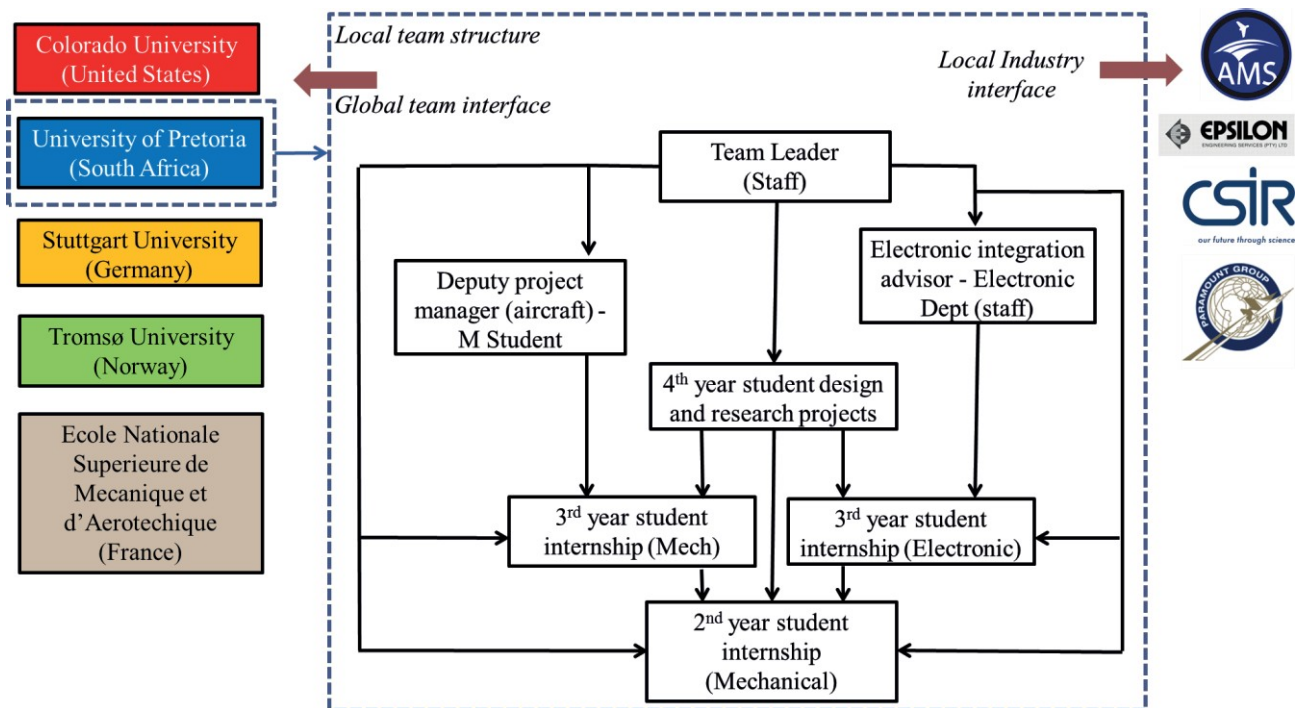 Colorado University
(United States)
University of Pretoria
(South Africa)
Stuttgart University
(Germany)
Tromsø University
(Norway)
Ecole Nationale
Superieure de
Mecanique et
d'Aerotechique
(France)
Local team structure
Global team interface
Local Industry
interface
Team Leader
(Staff)
Deputy project
manager (aircraft) -
M Student
Electronic integration
advisor - Electronic
Dept (staff)
4th year student design
and research projects
3rd year student
internship (Mech)
3rd year student
internship (Electronic)
2nd year student
internship
(Mechanical)
AMS
EPSILON
ENGINEERING SERVICES (PTY) LTD
CSIR
our future through science
PARAMOUNT GROUP